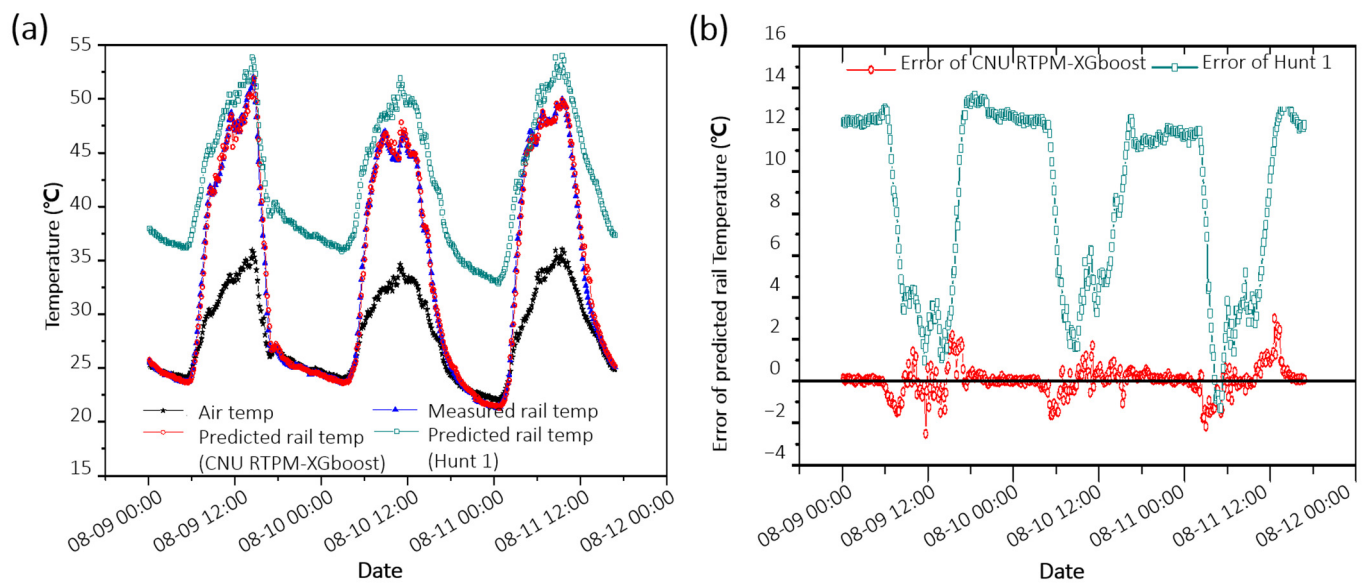 (a)
55
50
45
40
35
30
25
20
15
Temperature (℃)
Air temp
Measured rail temp
Predicted rail temp
(CNU RTPM-XGboost)
Predicted rail temp
(Hunt 1)
08-09 00:00
08-09 12:00
08-10 00:00
08-10 12:00
08-11 00:00
08-11 12:00
08-12 00:00
Date
(b)
16
14
12
10
8
6
4
2
0
−2
−4
Error of predicted rail Temperature (℃)
Error of CNU RTPM-XGboost
Error of Hunt 1
08-09 00:00
08-09 12:00
08-10 00:00
08-10 12:00
08-11 00:00
08-11 12:00
08-12 00:00
Date